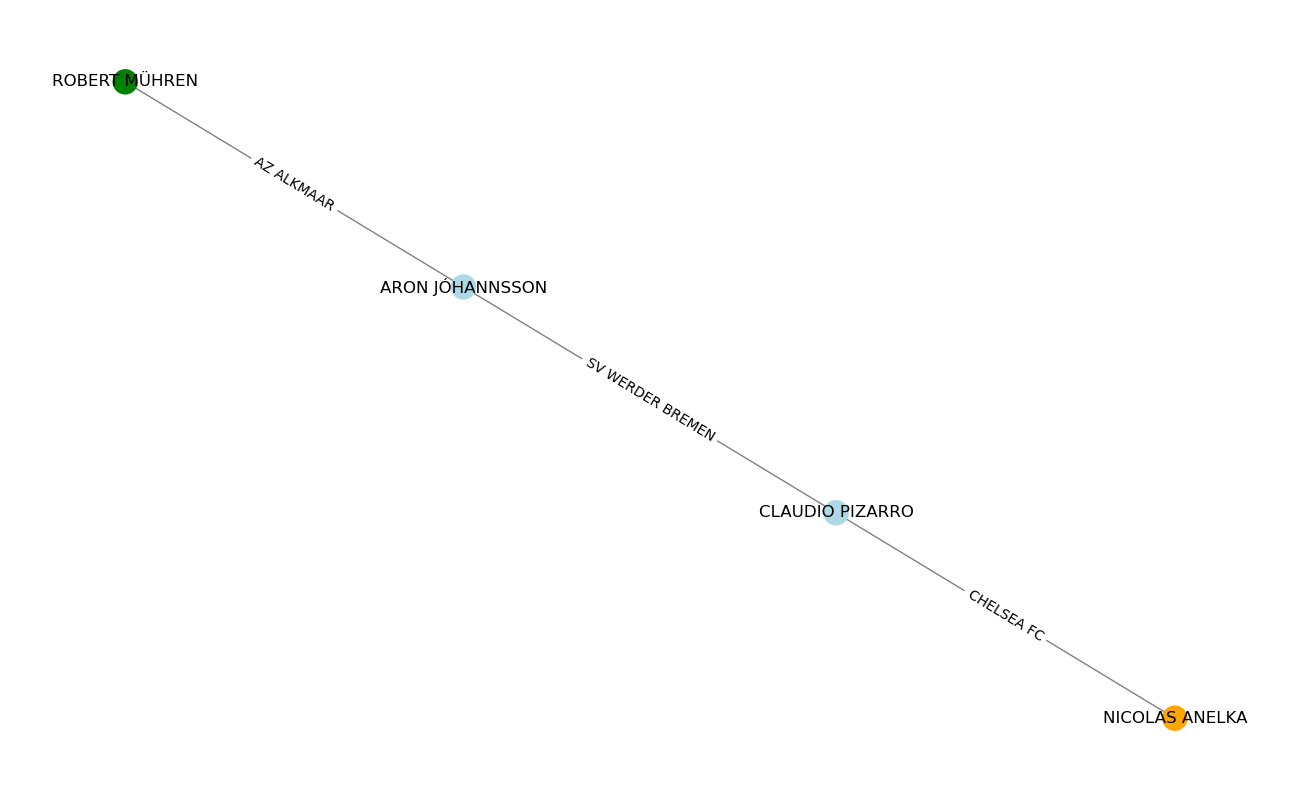 ROBERT MÜHREN
AZ ALKMAAR
ARON JÓHANNSSON
SV WERDER BREMEN
CLAUDIO PIZARRO
CHELSEA FC
NICOLAS ANELKA